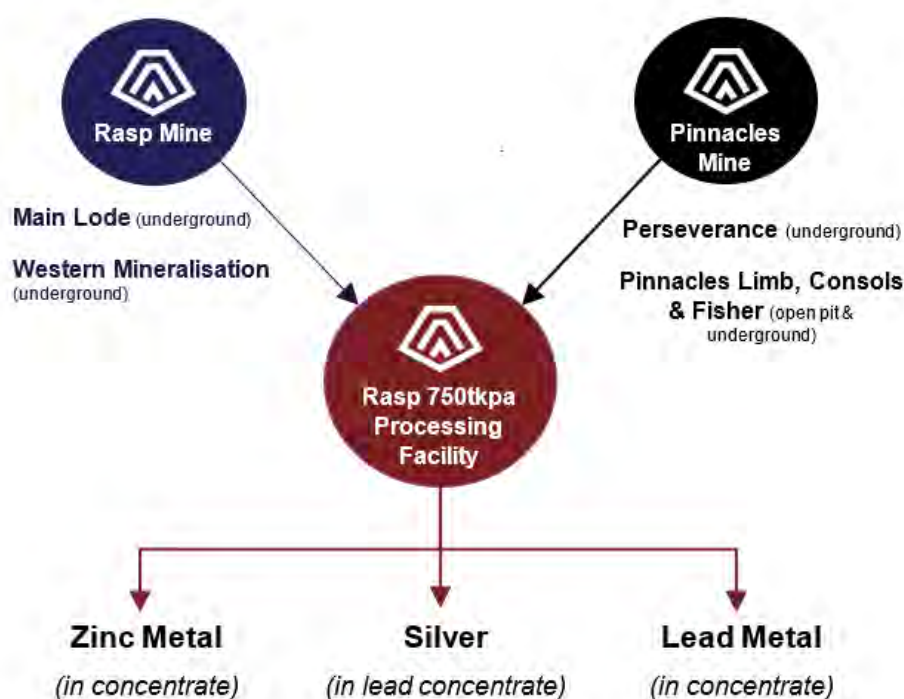 Rasp Mine
Pinnacles
Mine
Main Lode (underground)
Western Mineralisation
(underground)
Perseverance (underground)
Pinnacles Limb, Consols
& Fisher (open pit &
underground)
Rasp 750tkpa
Processing
Facility
Zinc Metal
(in concentrate)
Silver
(in lead concentrate)
Lead Metal
(in concentrate)